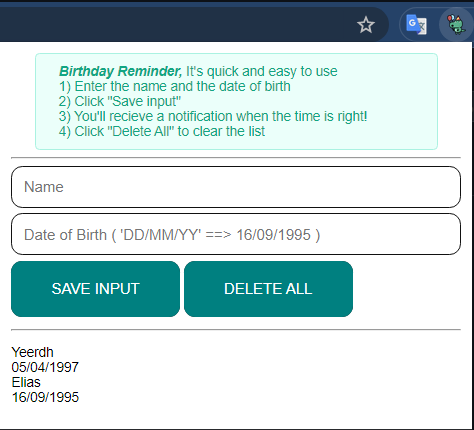 Birthday Reminder, It's quick and easy to use
1) Enter the name and the date of birth
2) Click "Save input"
3) You'll recieve a notification when the time is right!
4) Click "Delete All" to clear the list
Name
Date of Birth ( 'DD/MM/YY' ==> 16/09/1995 )
SAVE INPUT DELETE ALL
Yeerdh
05/04/1997
Elias
16/09/1995